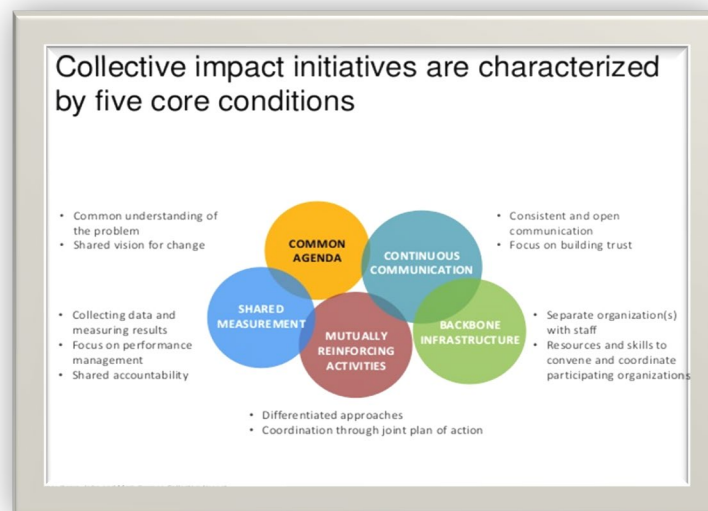 Collective impact initiatives are characterized
by five core conditions
• Common understanding of
the problem
• Shared vision for change
COMMON
AGENDA
CONTINUOUS
COMMUNICATION
• Consistent and open
communication
• Focus on building trust
• Collecting data and
measuring results
• Focus on performance
management
• Shared accountability
SHARED
MEASUREMENT
MUTUALLY
REINFORCING
ACTIVITIES
BACKBONE
INFRASTRUCTURE
• Separate organization(s)
with staff
• Resources and skills to
convene and coordinate
participating organizations
• Differentiated approaches
• Coordination through joint plan of action